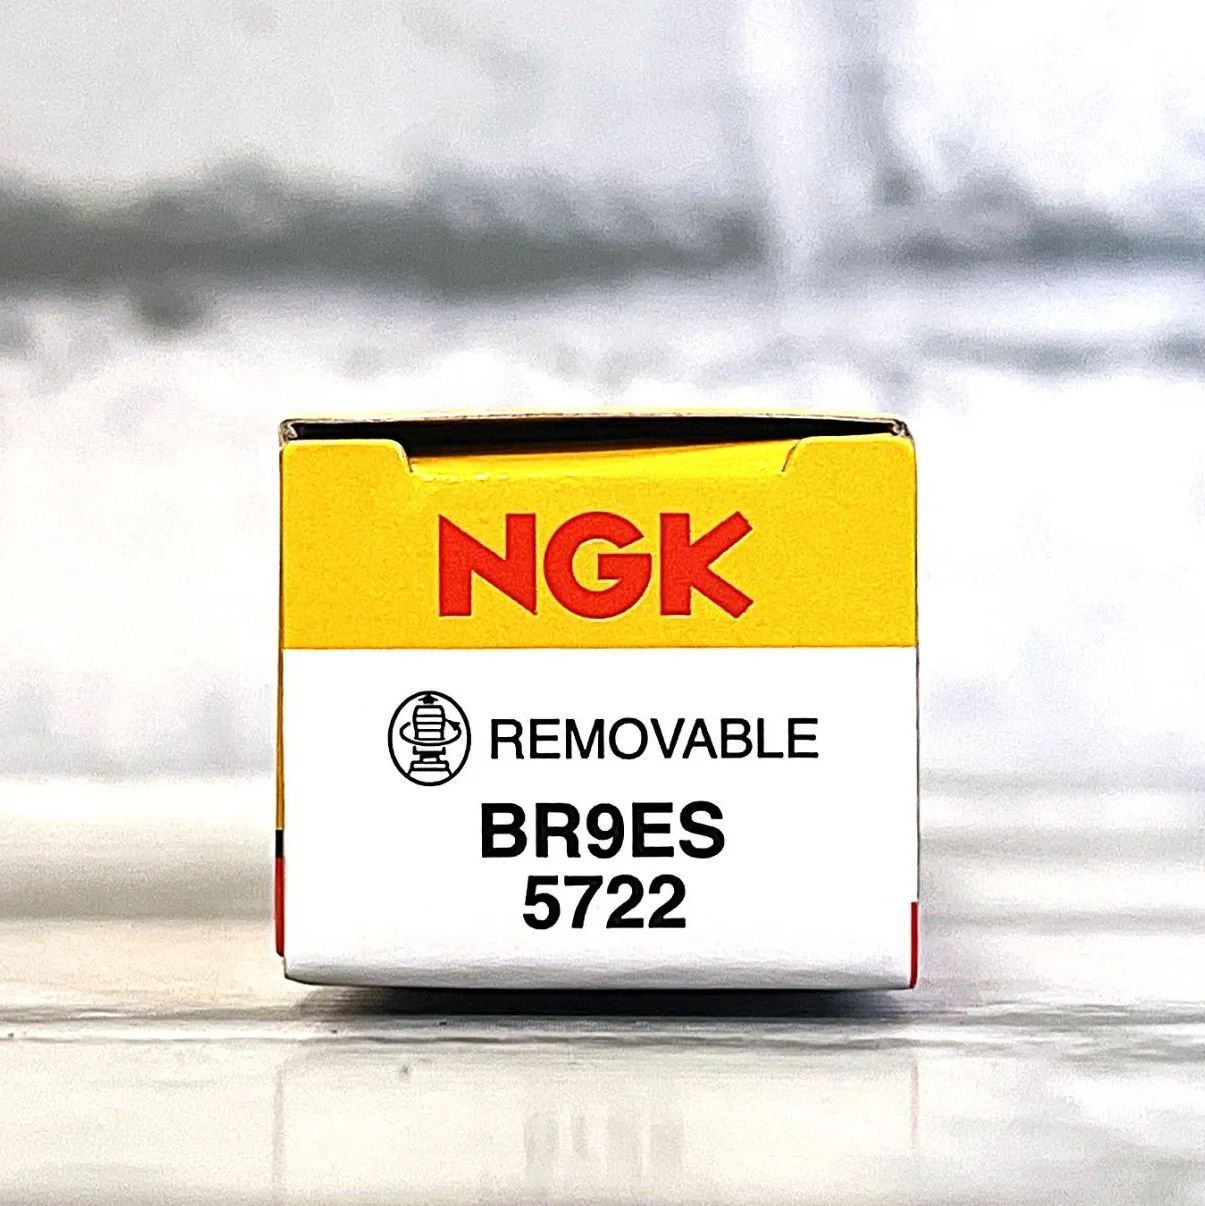 NGK
REMOVABLE
BR9ES
5722